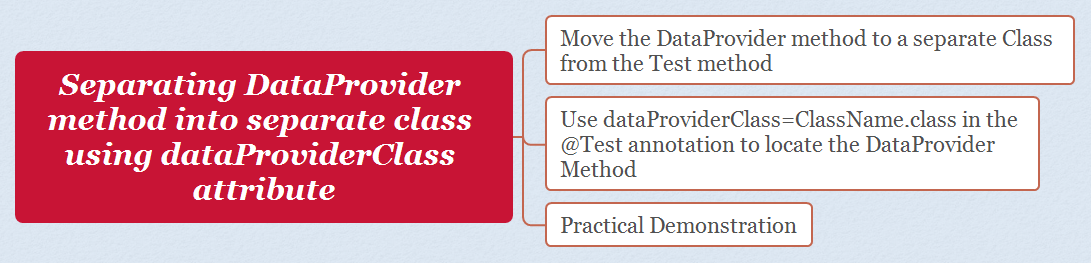 Separating DataProvider
method into separate class
using dataProviderClass
attribute
Move the DataProvider method to a separate Class
from the Test method
Use dataProviderClass=ClassName.class in the
@Test annotation to locate the DataProvider
Method
Practical Demonstration